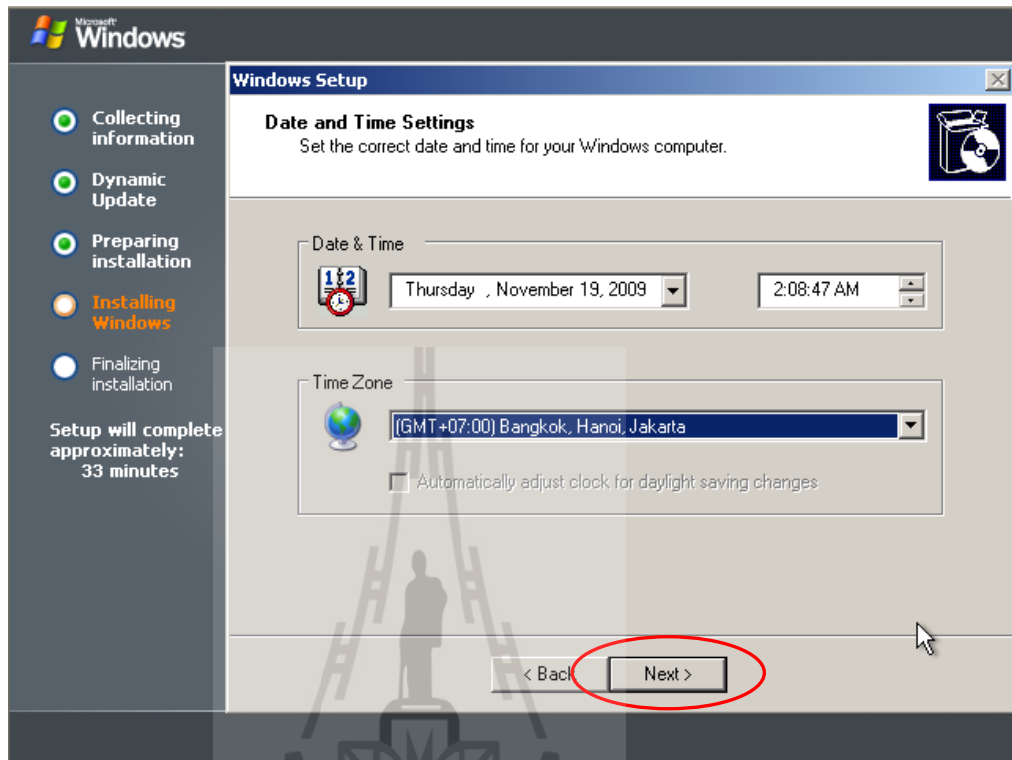 Microsoft
Windows
Collecting
information
Dynamic
Update
Preparing
installation
Installing
Windows
Finalizing
installation
Setup will complete
approximately:
33 minutes
Windows Setup
Date and Time Settings
Set the correct date and time for your Windows computer.
Date & Time
1 12
Thursday , November 19, 2009
2:08:47 AM
Time Zone
(GMT+07:00) Bangkok, Hanoi, Jakarta
Automatically adjust clock for daylight saving changes
< Back
Next >